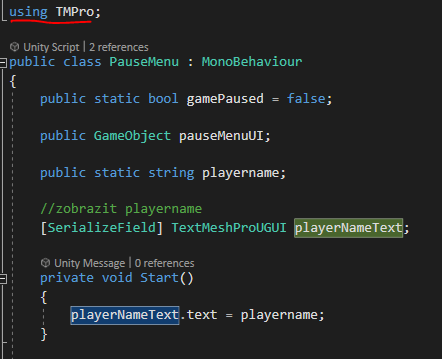 using TMPro;
Unity Script | 2 references
public class PauseMenu : MonoBehaviour
{
public static bool gamePaused = false;
public GameObject pauseMenuUI;
public static string playername;
//zobrazit playername
[SerializeField] TextMeshProUGUI playerNameText;
Unity Message | 0 references
private void Start()
{
playerNameText.text = playername;
}